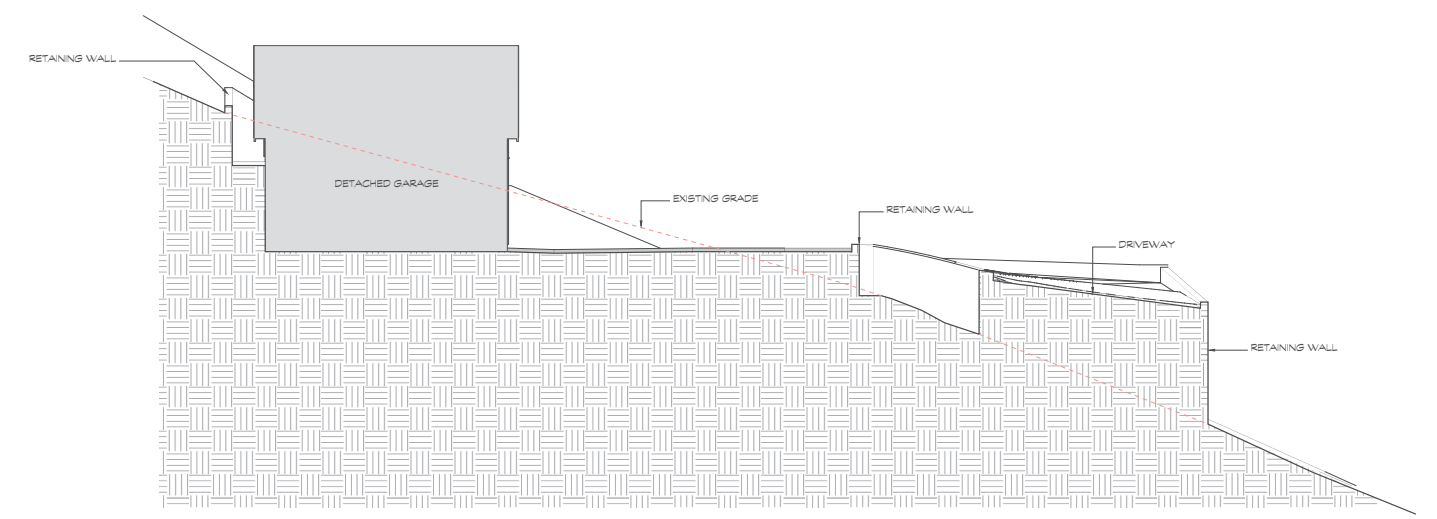 RETAINING WALL
DETACHED GARAGE
EXISTING GRADE
RETAINING WALL
DRIVEWAY
RETAINING WALL